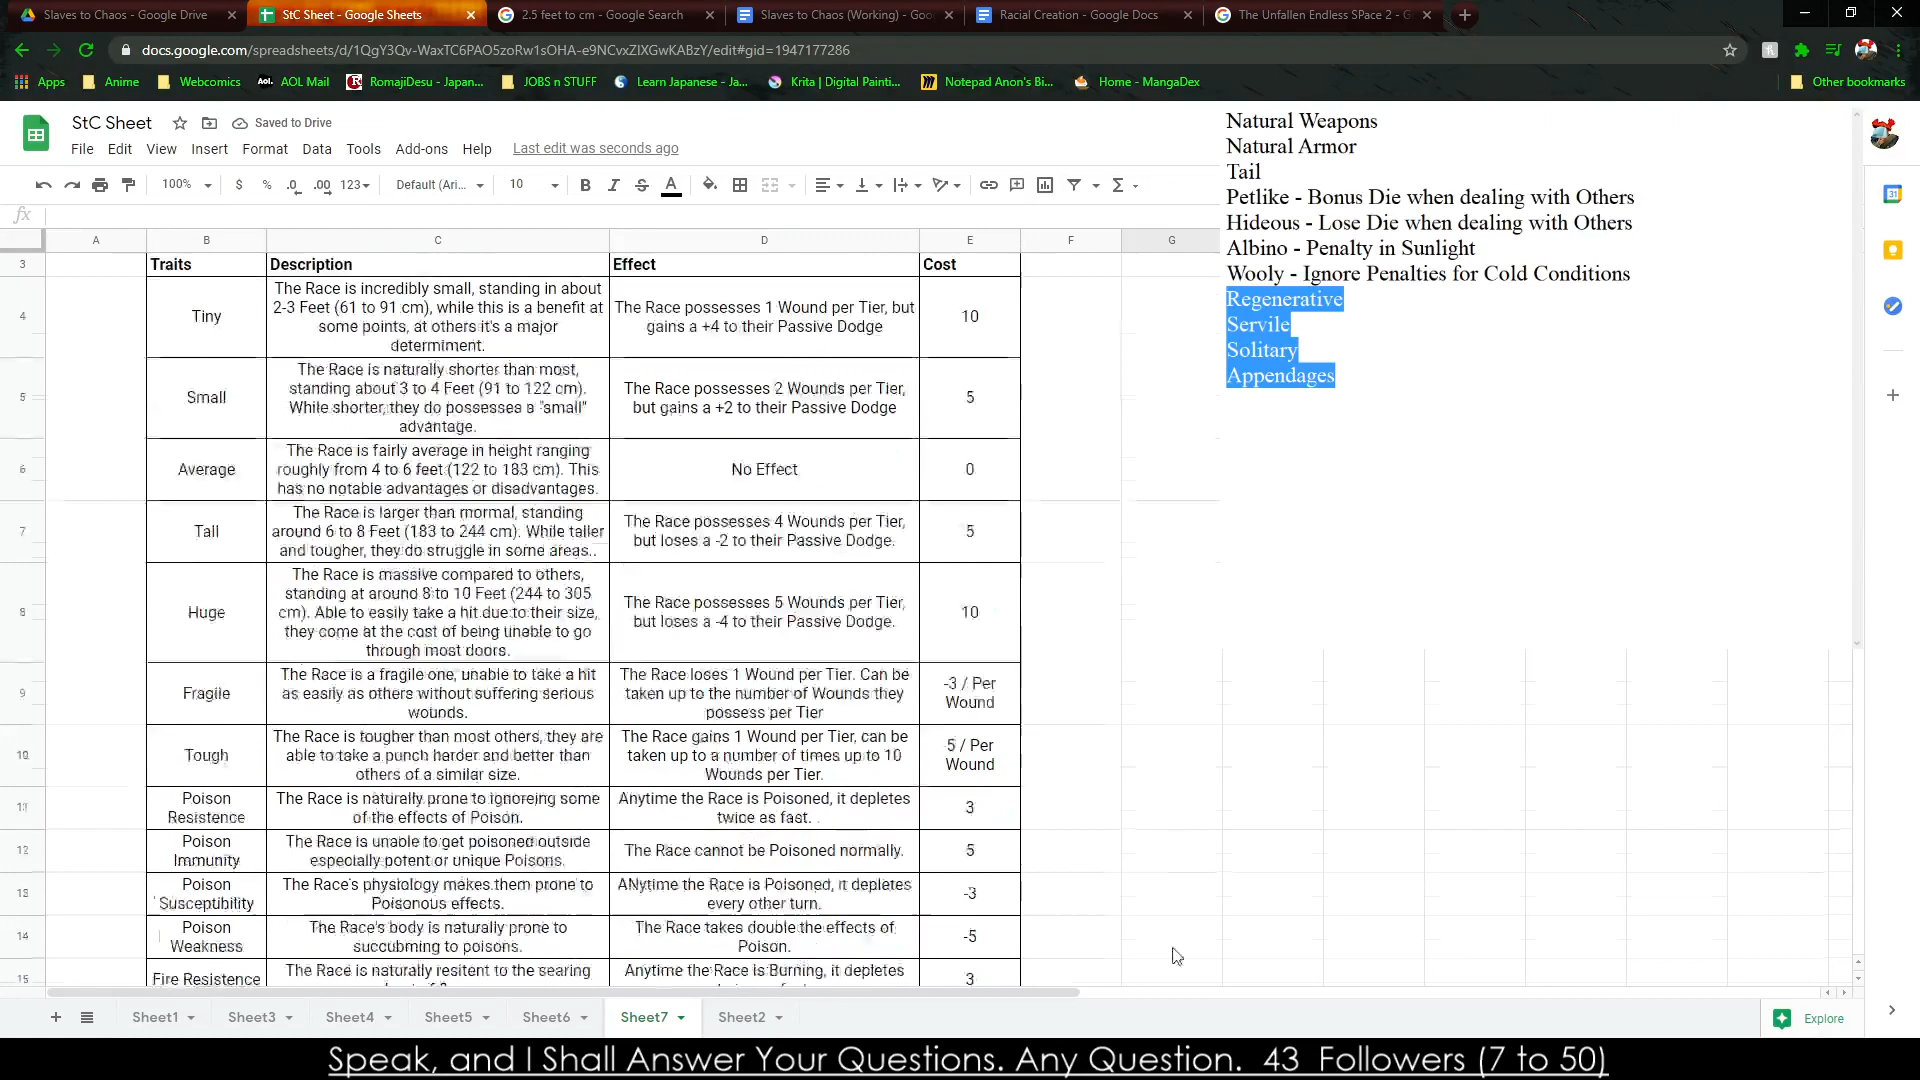 Slaves to Chaos - Google Drive
StC Sheet - Google Sheets
2.5 feet to cm - Google Search
Slaves to Chaos (Working) - Goo
Racial Creation - Google Docs
The Unfallen Endless SPace 2 - G
docs.google.com/spreadsheets/d/1QgY3Qv-WaxTC6PAO5zoRw1sOHA-e9NCvxZIXGwKABzY/edit#gid=1947177286
Apps
Anime
Webcomics
Aol.
AOL Mail
RomajiDesu - Japan...
JOBS n STUFF
Learn Japanese - Ja...
Krita | Digital Painti...
Notepad Anon's Bi...
Home - MangaDex
Other bookmarks
StC Sheet
Saved to Drive
File Edit View Insert Format Data Tools Add-ons Help
Last edit was seconds ago
100% $ % .0 .00 123 Default (Ari... 10 B I S A
fx
A B C D E F G
3 Traits Description Effect Cost
4 Tiny
The Race is incredibly small, standing in about
2-3 Feet (61 to 91 cm), while this is a benefit at
some points, at others it's a major
determiment.
The Race possesses 1 Wound per Tier, but
gains a +4 to their Passive Dodge
10
5 Small
The Race is naturally shorter than most,
standing about 3 to 4 Feet (91 to 122 cm).
While shorter, they do possesses a "small"
advantage.
The Race possesses 2 Wounds per Tier,
but gains a +2 to their Passive Dodge
5
6 Average
The Race is fairly average in height ranging
roughly from 4 to 6 feet (122 to 183 cm). This
has no notable advantages or disadvantages.
No Effect
0
7 Tall
The Race is larger than normal, standing
around 6 to 8 Feet (183 to 244 cm). While taller
and tougher, they do struggle in some areas..
The Race possesses 4 Wounds per Tier,
but loses a -2 to their Passive Dodge.
5
8 Huge
The Race is massive compared to others,
standing at around 8 to 10 Feet (244 to 305
cm). Able to easily take a hit due to their size,
they come at the cost of being unable to go
through most doors.
The Race possesses 5 Wounds per Tier,
but loses a -4 to their Passive Dodge.
10
9 Fragile
The Race is a fragile one, unable to take a hit
as easily as others without suffering serious
wounds.
The Race loses 1 Wound per Tier. Can be
taken up to the number of Wounds they
possess per Tier
-3 / Per
Wound
10 Tough
The Race is tougher than most others, they are
able to take a punch harder and better than
others of a similar size.
The Race gains 1 Wound per Tier, can be
taken up to a number of times up to 10
Wounds per Tier.
5 / Per
Wound
11 Poison
Resistence
The Race is naturally prone to ignoreing some
of the effects of Poison.
Anytime the Race is Poisoned, it depletes
twice as fast.
3
12 Poison
Immunity
The Race is unable to get poisoned outside
especally potent or unique Poisons.
The Race cannot be Poisoned normally.
5
13 Poison
Susceptibility
The Race's physiology makes them prone to
Poisonous effects.
Anytime the Race is Poisoned, it depletes
every other turn.
-3
14 Poison
Weakness
The Race's body is naturally prone to
succubming to poisons.
The Race takes double the effects of
Poison.
-5
15 Fire Resistence
The Race is naturally resitent to the searing
Anytime the Race is Burning, it depletes
3
Natural Weapons
Natural Armor
Tail
Petlike - Bonus Die when dealing with Others
Hideous - Lose Die when dealing with Others
Albino - Penalty in Sunlight
Wooly - Ignore Penalties for Cold Conditions
Regenerative
Servile
Solitary
Appendages
31
Sheet1 Sheet3 Sheet4 Sheet5 Sheet6 Sheet7 Sheet2
Explore
Speak, and I Shall Answer Your Questions. Any Question. 43 Followers (7 to 50)